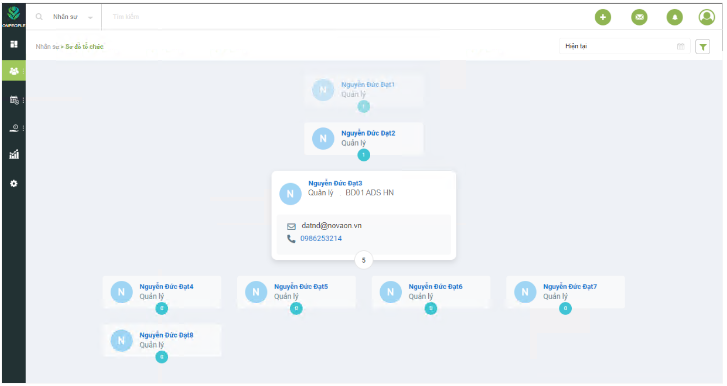 Nhân sự
Tìm kiếm
ONPEOPLE
Nhân sự > Sơ đồ tổ chức
Hiện tại
N
Nguyễn Đức Đạt1
Quản lý
1
N
Nguyễn Đức Đạt2
Quản lý
1
N
Nguyễn Đức Đạt3
Quản lý
BD01 ADS HN
datnd@novaon.vn
0986253214
5
N
Nguyễn Đức Đạt4
Quản lý
0
N
Nguyễn Đức Đạt5
Quản lý
0
N
Nguyễn Đức Đạt6
Quản lý
0
N
Nguyễn Đức Đạt7
Quản lý
0
N
Nguyễn Đức Đạt8
Quản lý
0